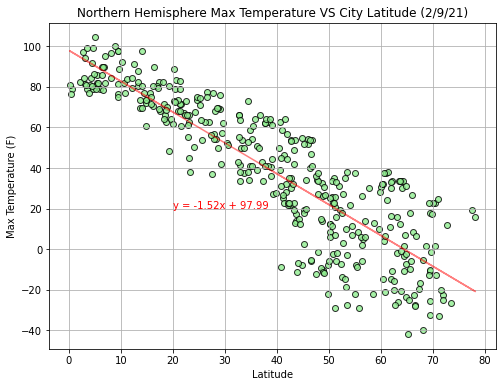 Northern Hemisphere Max Temperature VS City Latitude (2/9/21)
Max Temperature (F)
100
80
60
40
20
0
−20
−40
y = -1.52x + 97.99
0 10 20 30 40 50 60 70 80
Latitude